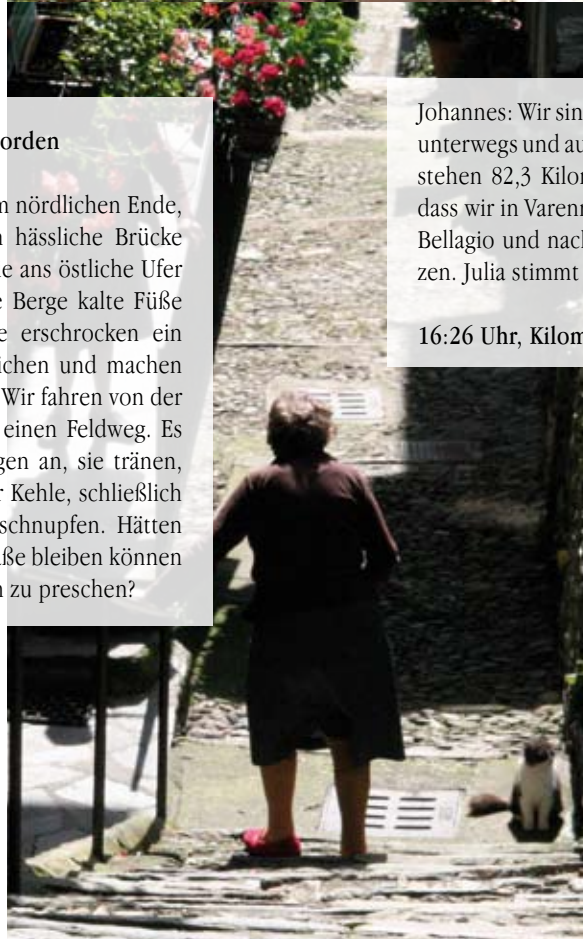 orden
m nördlichen Ende,
n hässliche Brücke
e ans östliche Ufer
e Berge kalte Füße
e erschrocken ein
ichen und machen
Wir fahren von der
einen Feldweg. Es
gen an, sie tränen,
r Kehle, schließlich
schnupfen. Hätten
ße bleiben können
n zu preschen?
Johannes: Wir sin
unterwegs und au
stehen 82,3 Kilo
dass wir in Varen
Bellagio und nach
zen. Julia stimmt
16:26 Uhr, Kilom